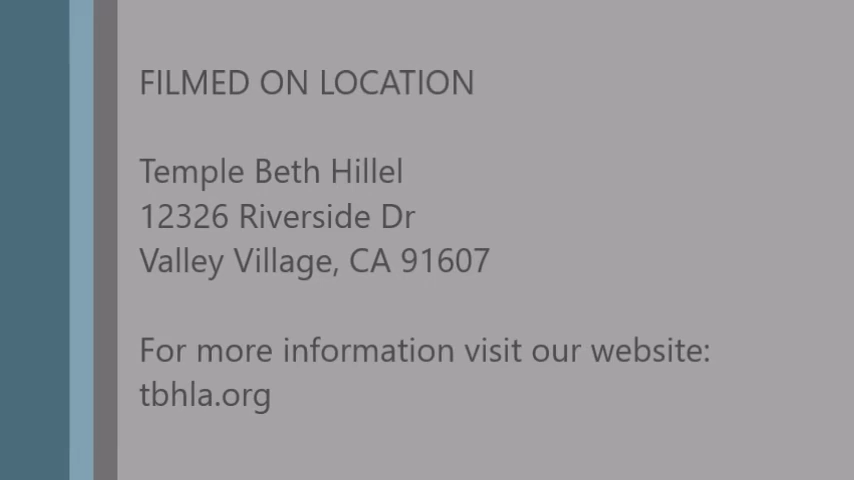 FILMED ON LOCATION
Temple Beth Hillel
12326 Riverside Dr
Valley Village, CA 91607
For more information visit our website:
tbhla.org